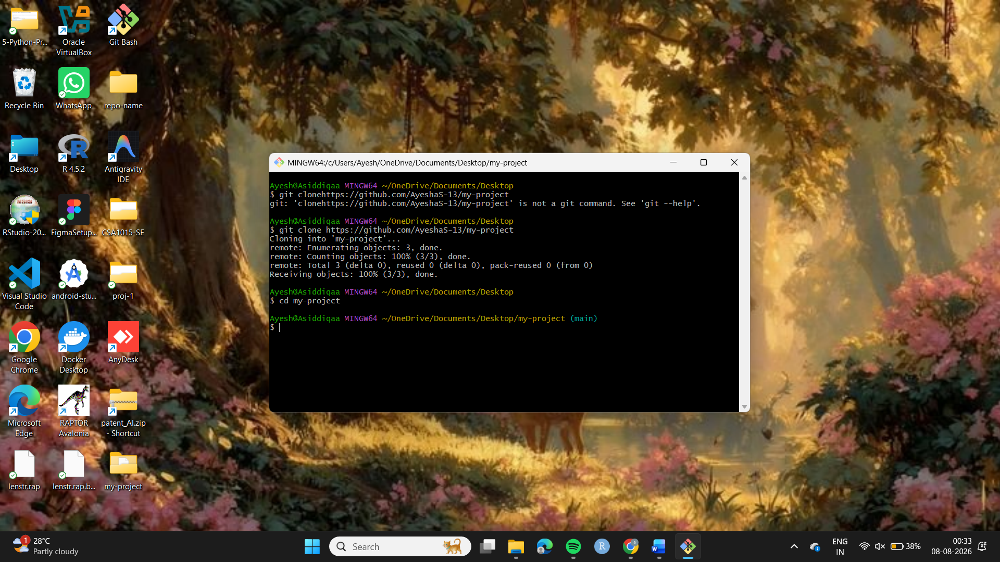 5-Python-Pr...
Oracle
VirtualBox
Git Bash
Recycle Bin
WhatsApp
repo-name
Desktop
R 4.5.2
Antigravity
IDE
RStudio-20...
FigmaSetup...
CSA1015-SE
Visual Studio
Code
android-stu...
proj-1
Google
Chrome
Docker
Desktop
AnyDesk
Microsoft
Edge
RAPTOR
Avalonia
patent_AI.zip
- Shortcut
lenstr.rap
lenstr.rap.b...
my-project
MINGW64:/c/Users/Ayesh/OneDrive/Documents/Desktop/my-project
Ayesh@Asiddiqaa MINGW64 ~/OneDrive/Documents/Desktop
$ git clonehttps://github.com/AyeshaS-13/my-project
git: 'clonehttps://github.com/AyeshaS-13/my-project' is not a git command. See 'git --help'.
Ayesh@Asiddiqaa MINGW64 ~/OneDrive/Documents/Desktop
$ git clone https://github.com/AyeshaS-13/my-project
Cloning into 'my-project'...
remote: Enumerating objects: 3, done.
remote: Counting objects: 100% (3/3), done.
remote: Total 3 (delta 0), reused 0 (delta 0), pack-reused 0 (from 0)
Receiving objects: 100% (3/3), done.
Ayesh@Asiddiqaa MINGW64 ~/OneDrive/Documents/Desktop
$ cd my-project
Ayesh@Asiddiqaa MINGW64 ~/OneDrive/Documents/Desktop/my-project (main)
$
1
28°C
Partly cloudy
Search
ENG
IN
38%
00:33
08-08-2026